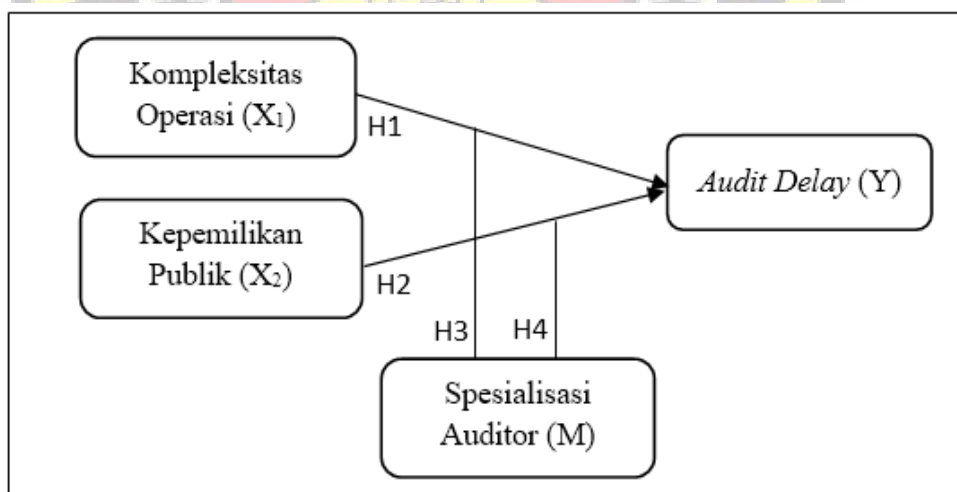 Kompleksitas
Operasi (X₁)
H1
Audit Delay (Y)
Kepemilikan
Publik (X₂)
H2
H3
H4
Spesialisasi
Auditor (M)